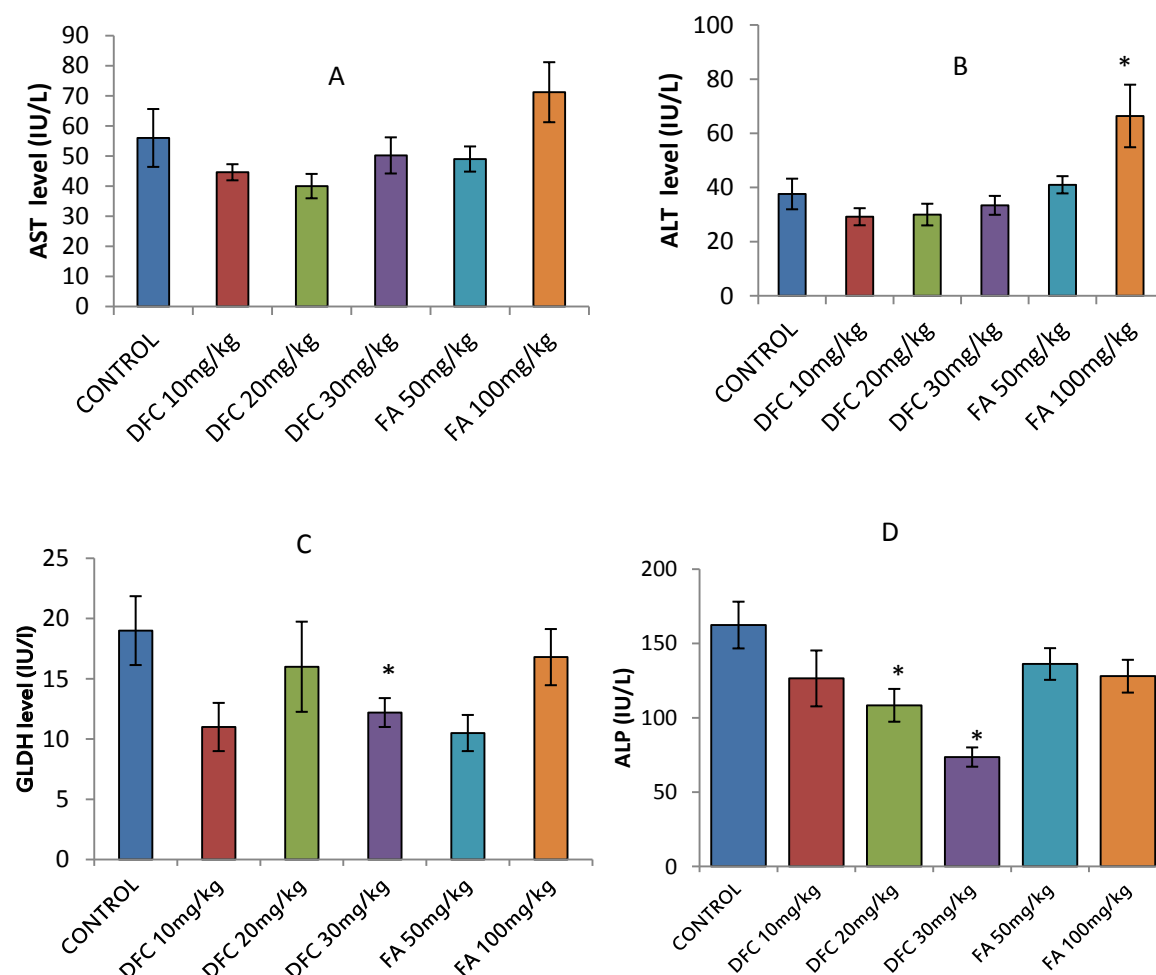 A
AST level (IU/L)
90
80
70
60
50
40
30
20
10
0
CONTROL
DFC 10mg/kg
DFC 20mg/kg
DFC 30mg/kg
FA 50mg/kg
FA 100mg/kg
B
ALT level (IU/L)
100
80
60
40
20
0
*
CONTROL
DFC 10mg/kg
DFC 20mg/kg
DFC 30mg/kg
FA 50mg/kg
FA 100mg/kg
C
GLDH level (IU/l)
25
20
15
10
5
0
*
CONTROL
DFC 10mg/kg
DFC 20mg/kg
DFC 30mg/kg
FA 50mg/kg
FA 100mg/kg
D
ALP (IU/L)
200
150
100
50
0
*
*
CONTROL
DFC 10mg/kg
DFC 20mg/kg
DFC 30mg/kg
FA 50mg/kg
FA 100mg/kg